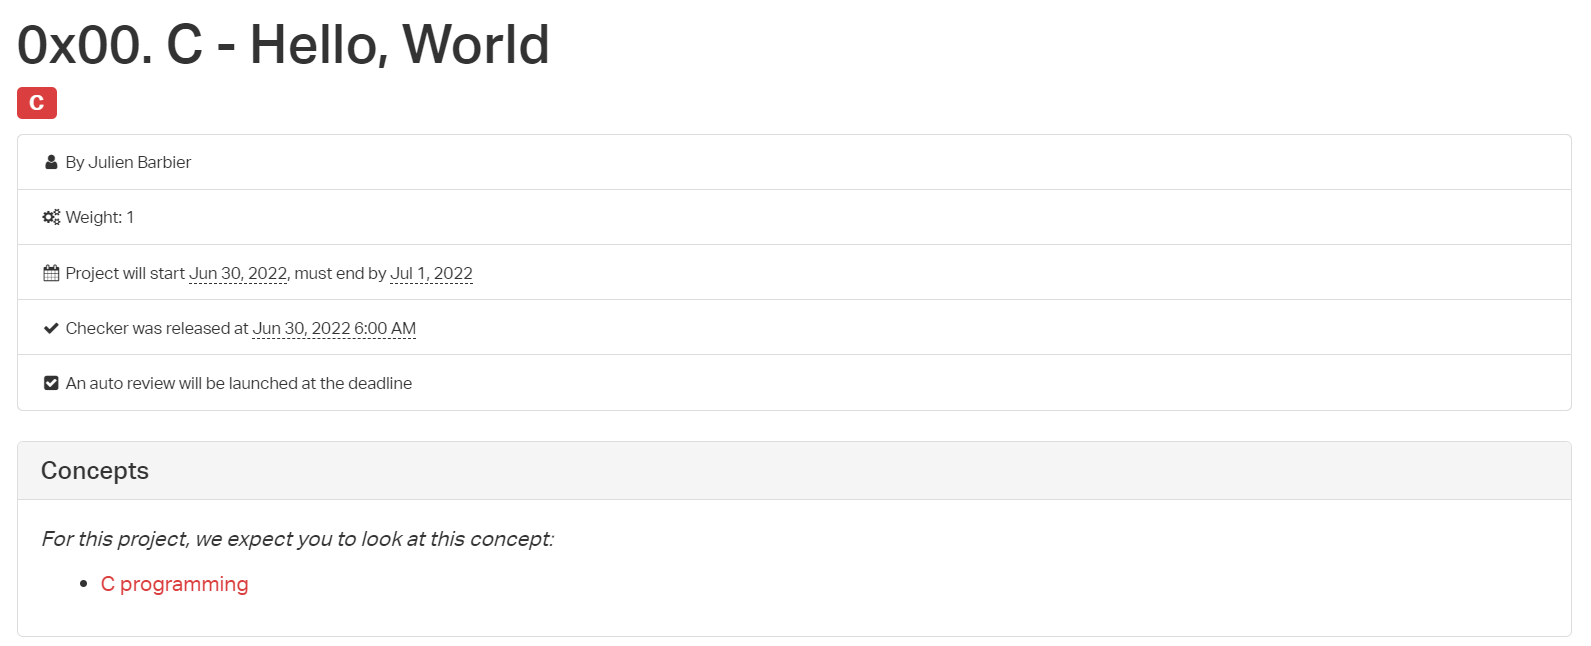 0x00. C - Hello, World
C
By Julien Barbier
Weight: 1
Project will start Jun 30, 2022, must end by Jul 1, 2022
Checker was released at Jun 30, 2022 6:00 AM
An auto review will be launched at the deadline
Concepts
For this project, we expect you to look at this concept:
• C programming